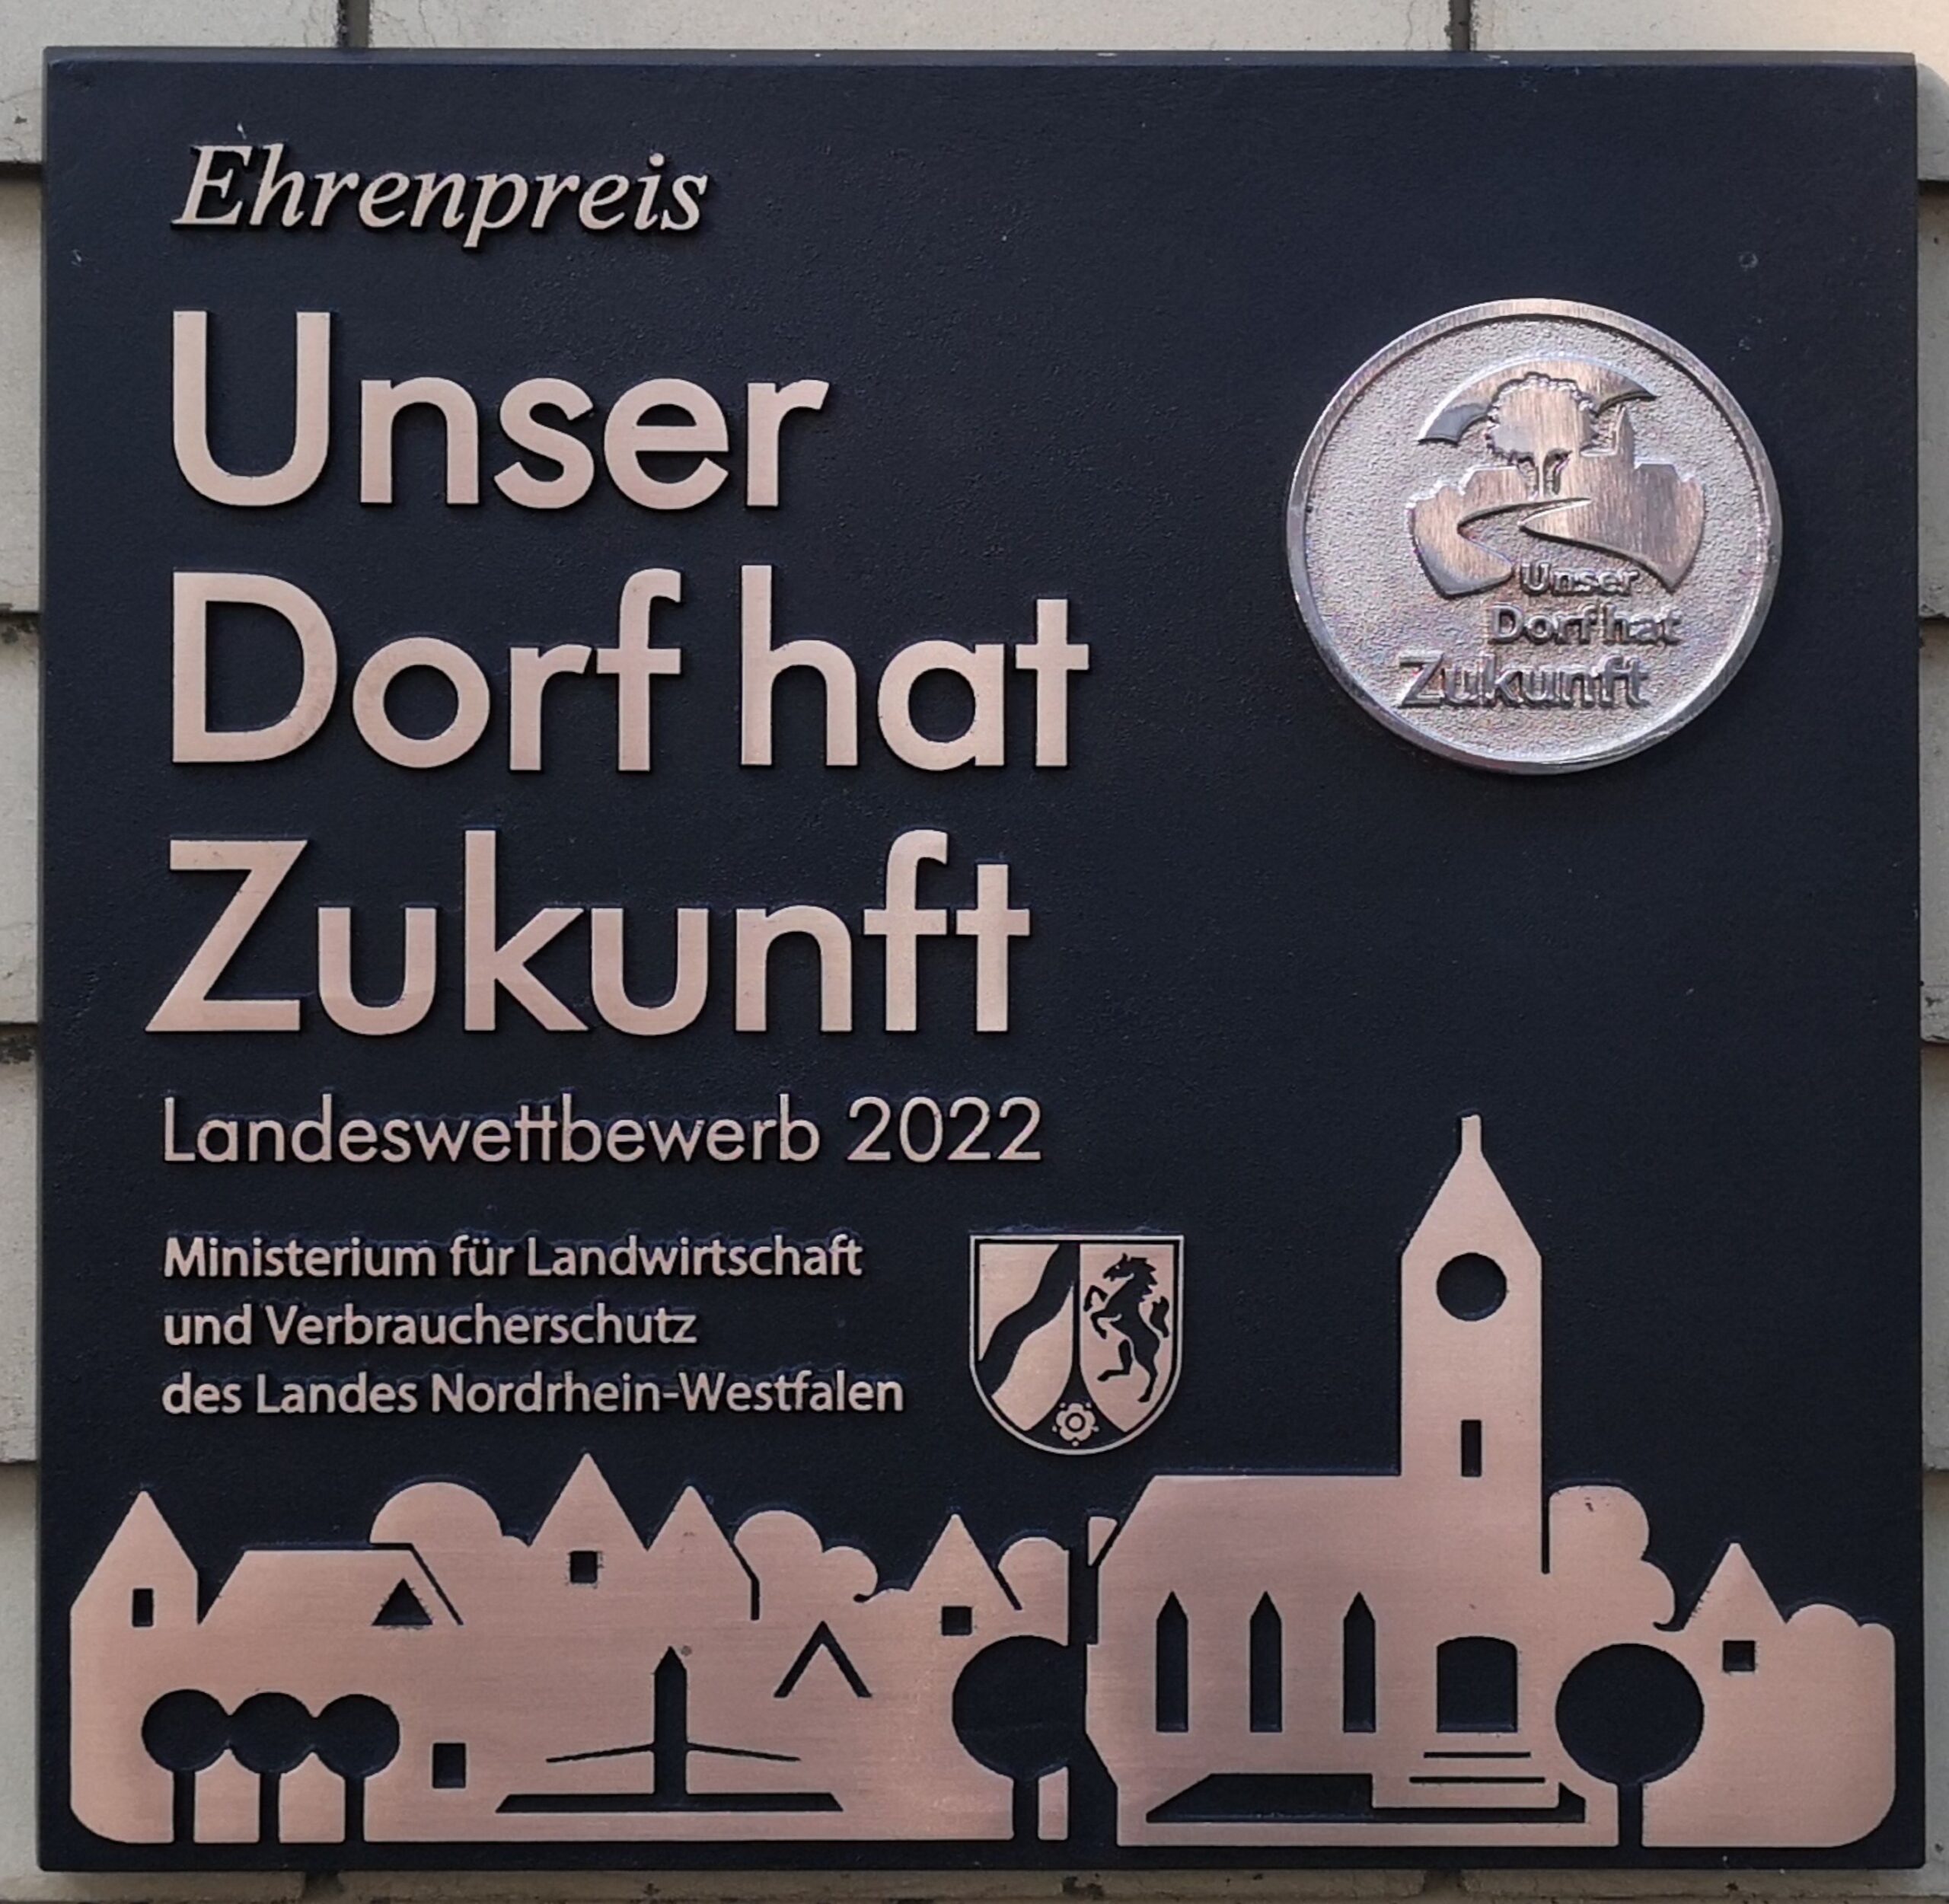 Ehrenpreis
Unser
Dorf hat
Zukunft
Landeswettbewerb 2022
Ministerium für Landwirtschaft
und Verbraucherschutz
des Landes Nordrhein-Westfalen
Unser
Dorf hat
Zukunft